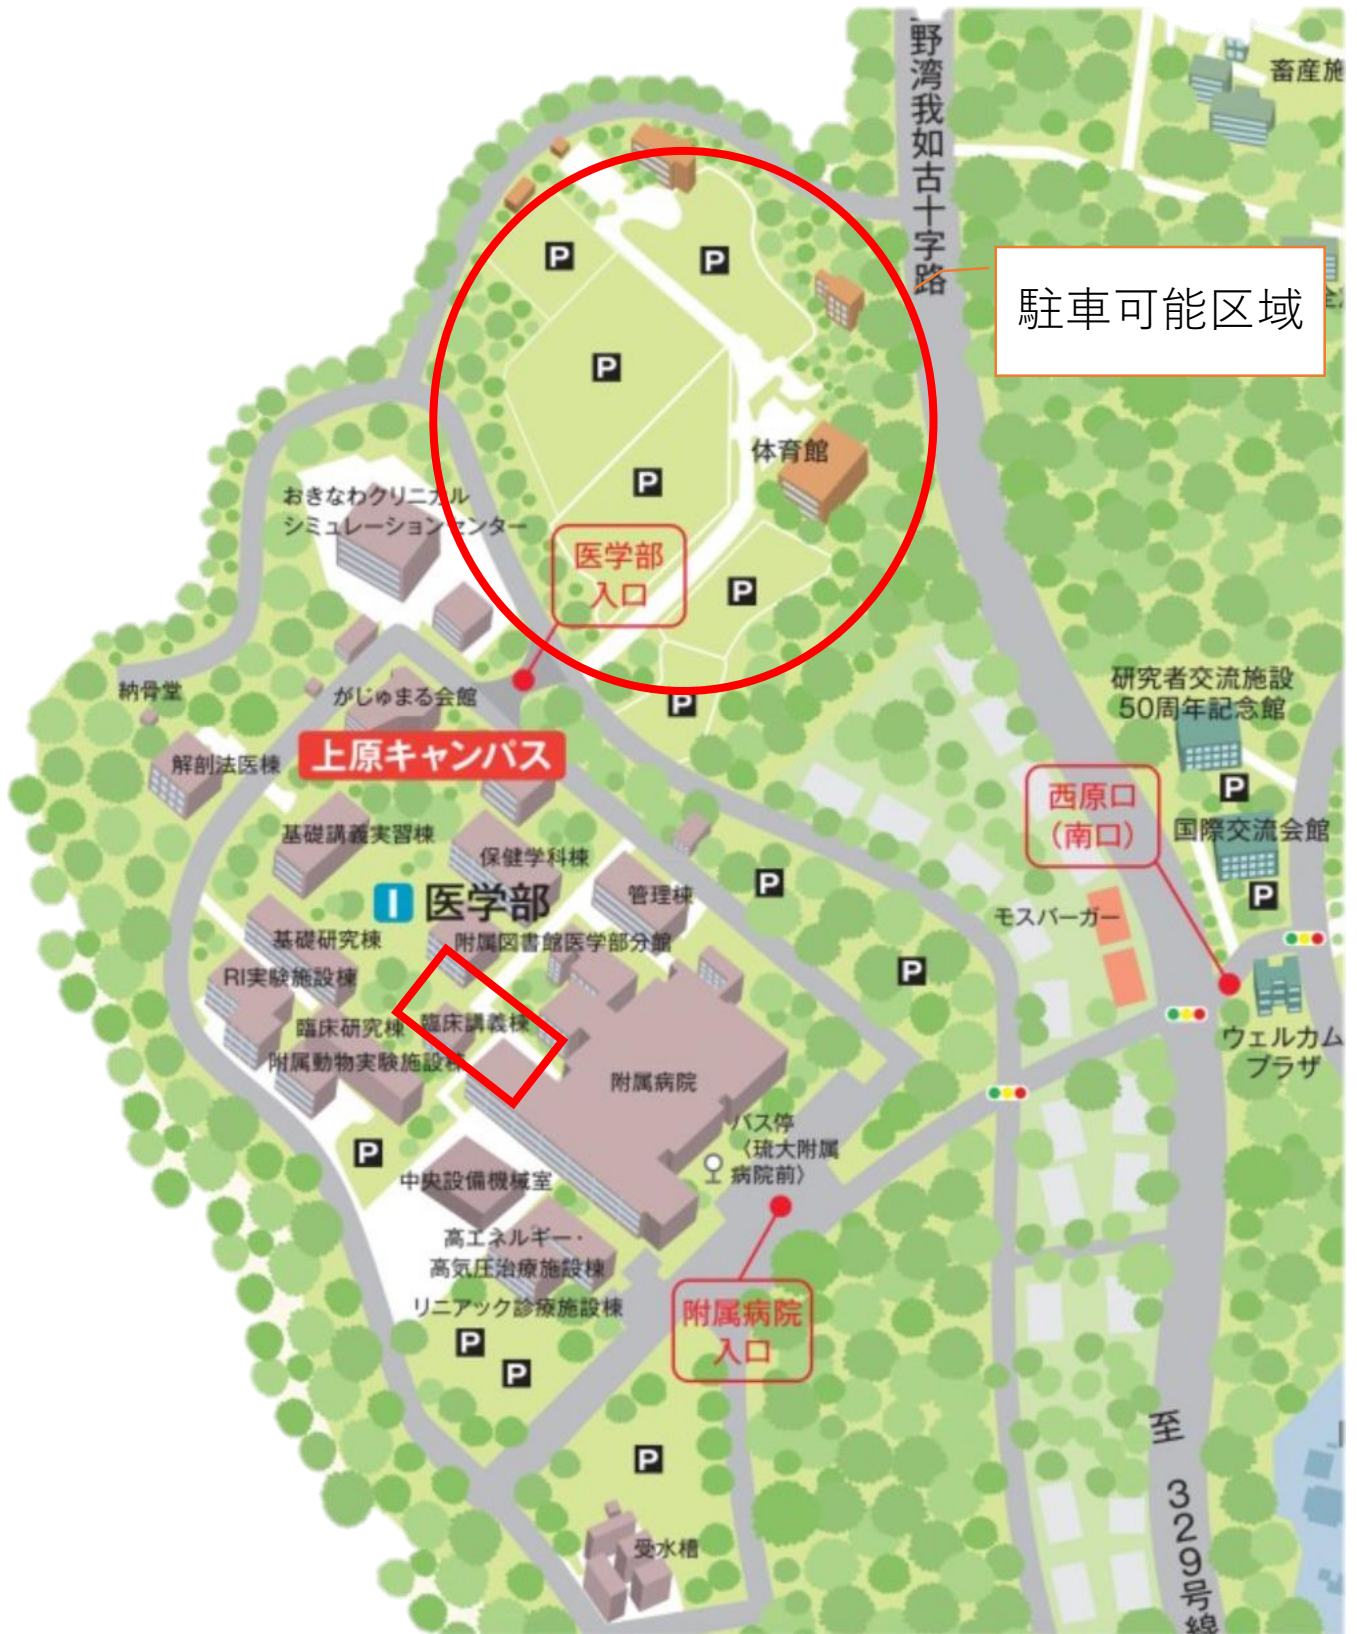 野湾我如古十字路
畜産施
駐車可能区域
P
P
P
体育館
P
おきなわクリニカル
シミュレーションセンター
医学部
入口
P
納骨堂
がじゅまる会館
P
研究者交流施設
50周年記念館
上原キャンパス
解剖法医棟
西原口
(南口)
P
国際交流会館
基礎講義実習棟
保健学科棟
P
管理棟
P
I 医学部
モスバーガー
基礎研究棟
附属図書館医学部分館
RI実験施設棟
P
臨床研究棟
臨床講義棟
ウェルカム
プラザ
附属動物実験施設棟
附属病院
バス停
〈琉大附属
病院前〉
P
中央設備機械室
高エネルギー・
高気圧治療施設棟
リニアック診療施設棟
附属病院
入口
P
P
P
受水槽
至 329号線